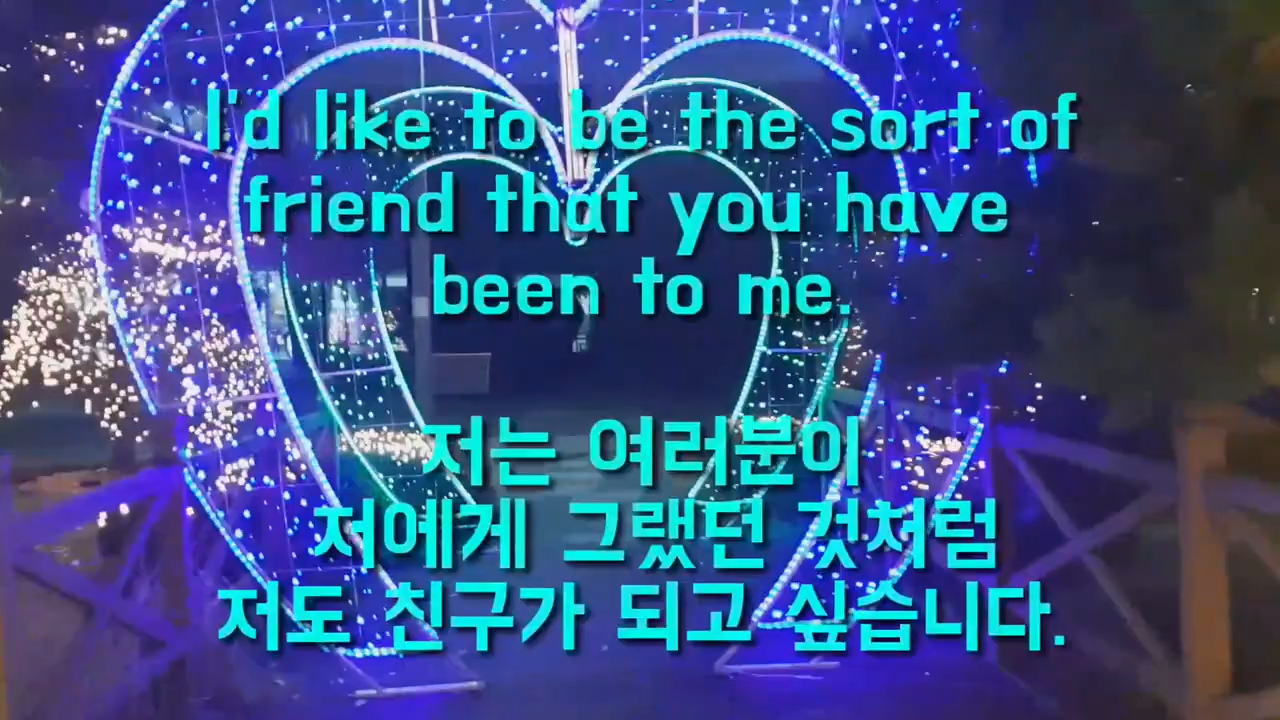 I'd like to be the sort of
friend that you have
been to me.
저는 여러분이
저에게 그랬던 것처럼
저도 친구가 되고 싶습니다.